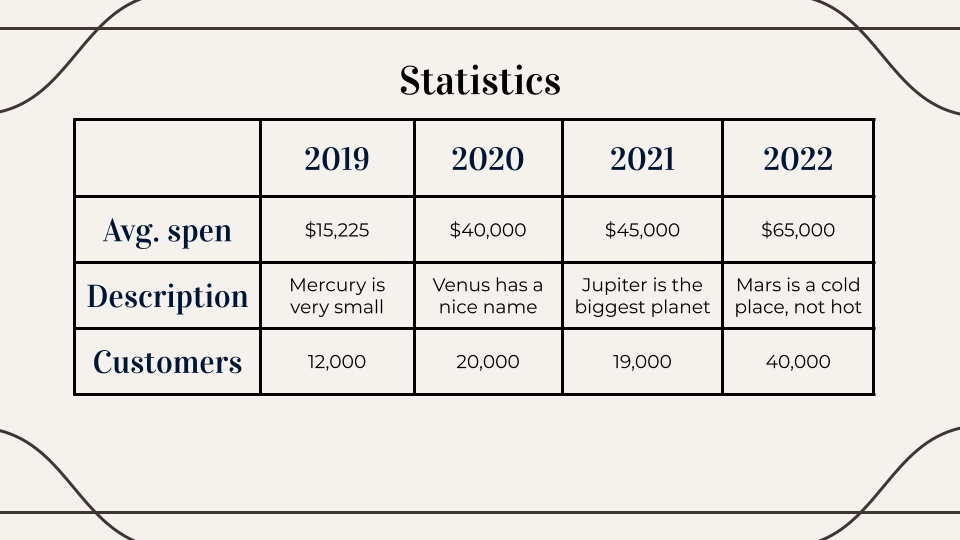 Statistics
2019 2020 2021 2022
Avg. spen $15,225 $40,000 $45,000 $65,000
Description Mercury is very small Venus has a nice name Jupiter is the biggest planet Mars is a cold place, not hot
Customers 12,000 20,000 19,000 40,000